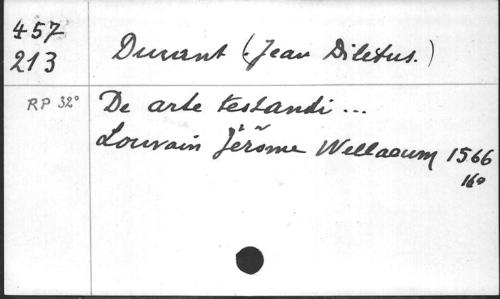 457
213
Durant (Jean Diletus.)
RP 32°
De arte testandi ...
Louvain Jérôme Wellaeum 1566
16°